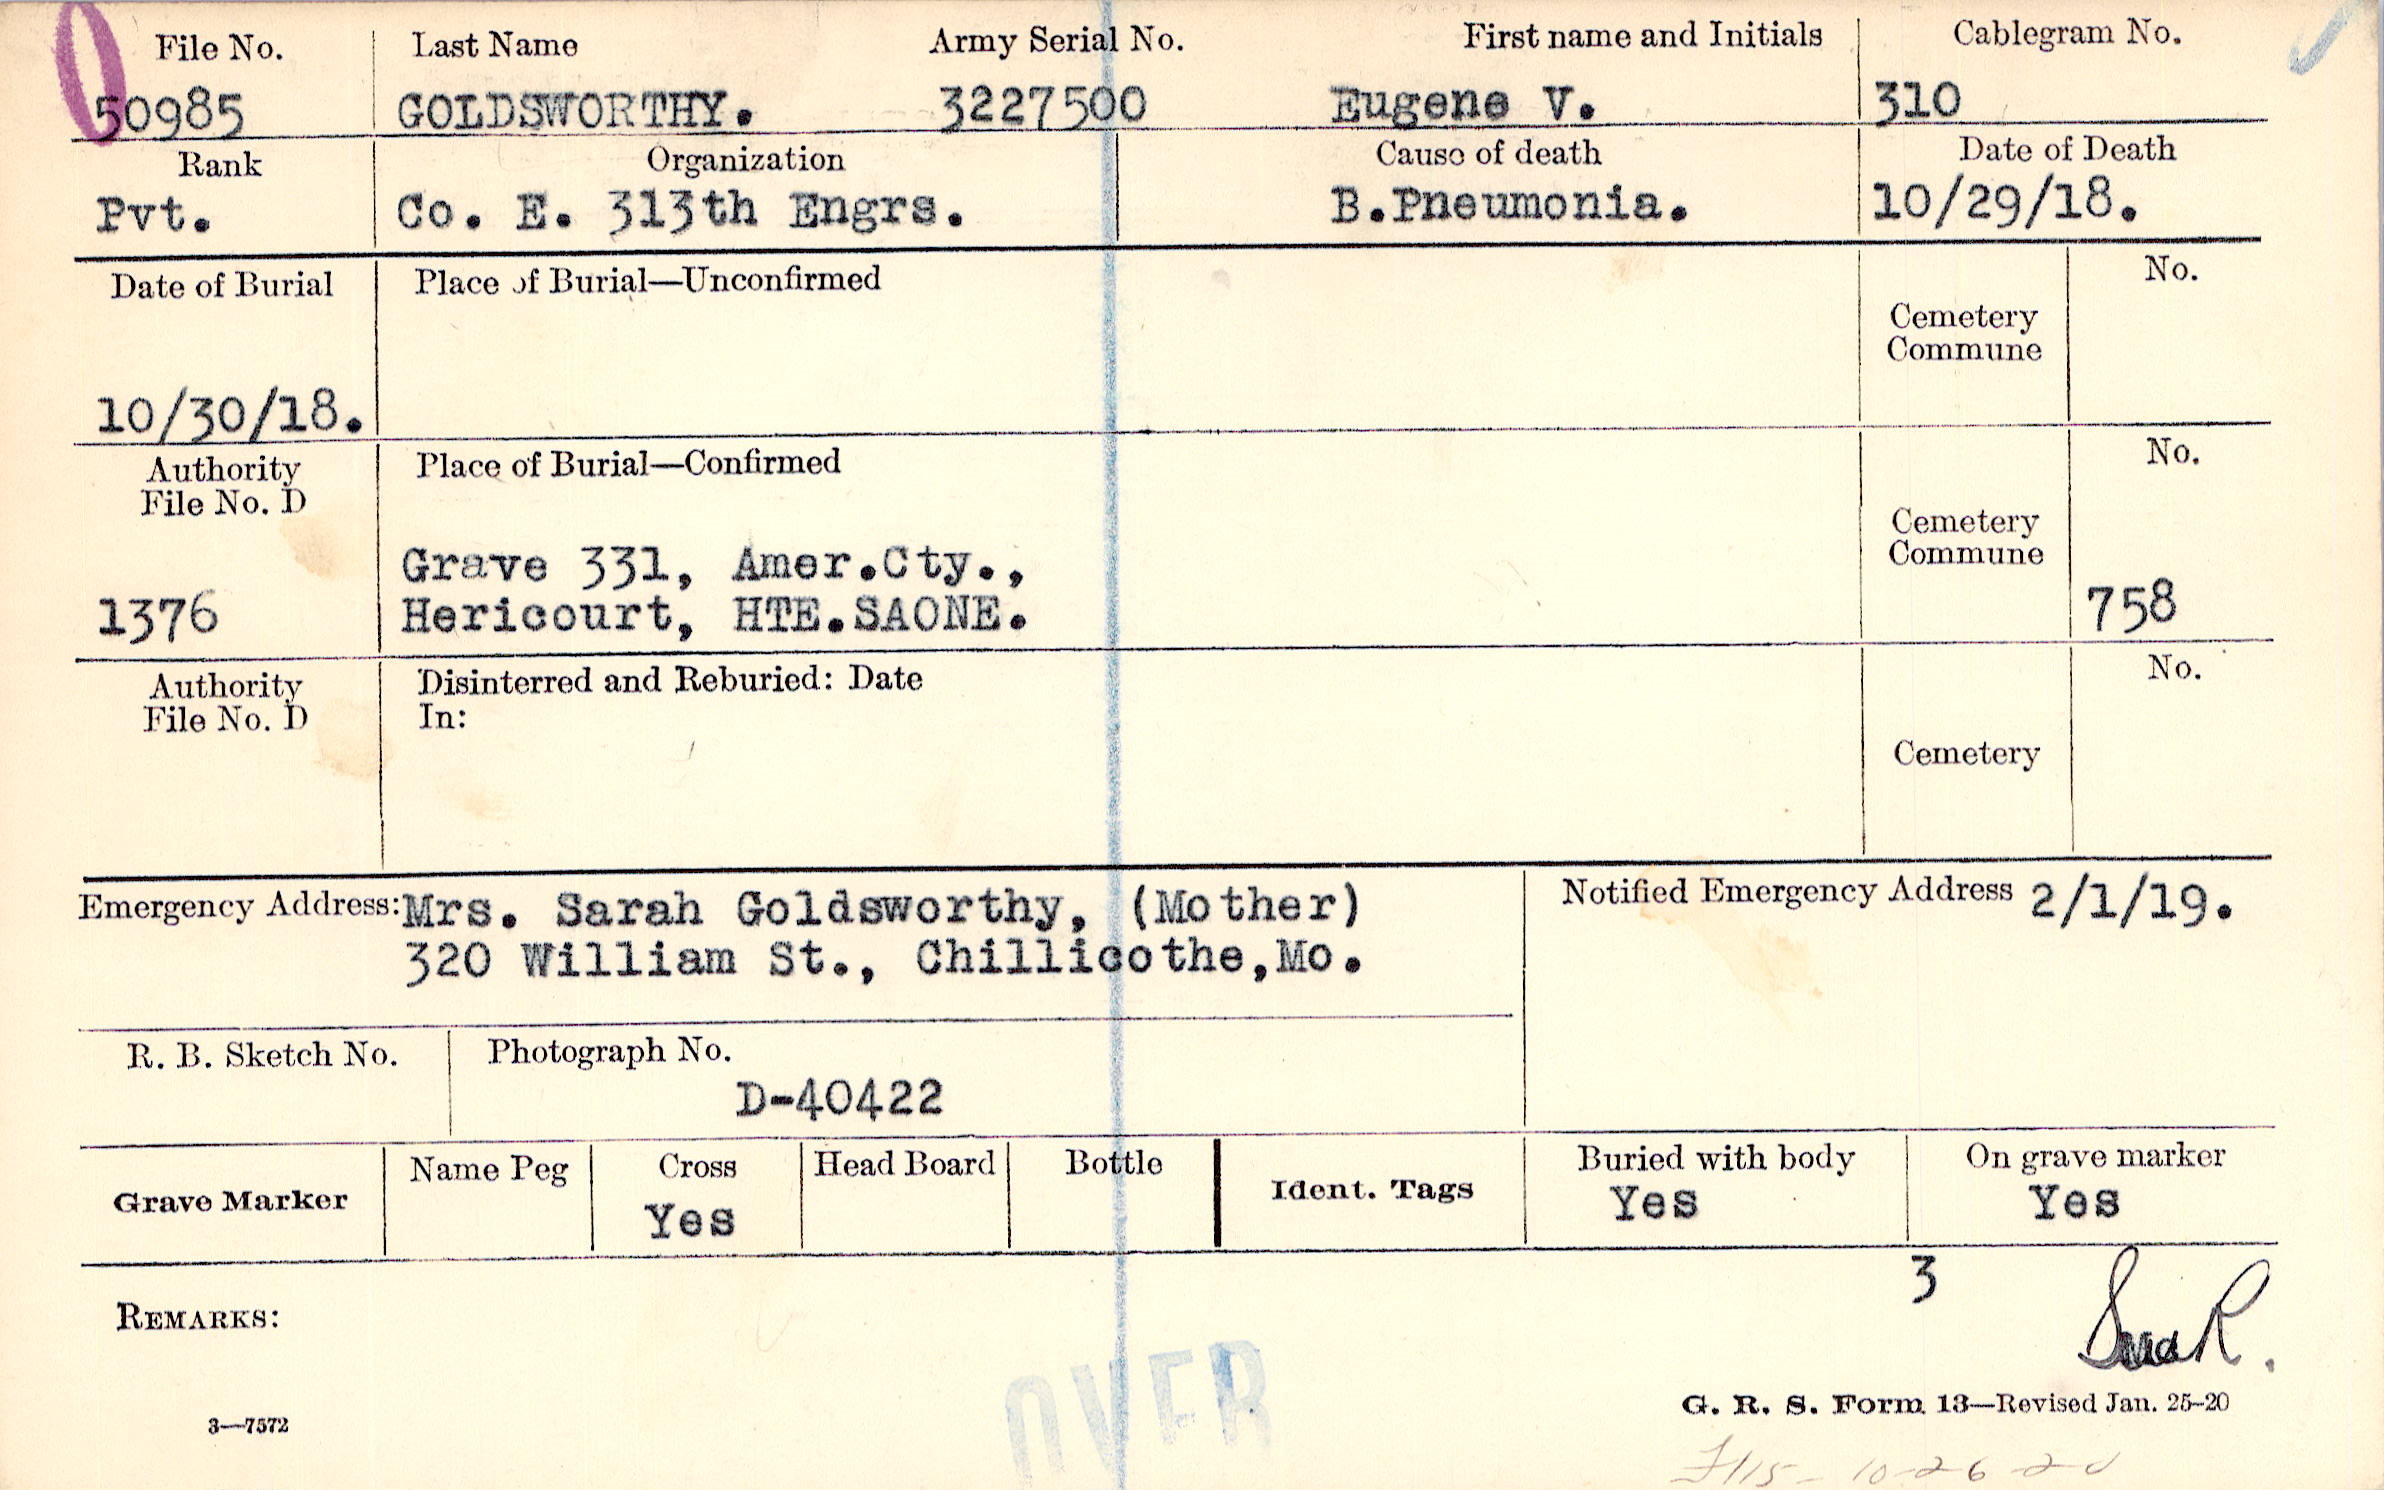 File No. Last Name Army Serial No. First name and Initials Cablegram No.
50985 GOLDSWORTHY. 3227500 Eugene V. 310
Rank Organization Cause of death Date of Death
Pvt. Co. E. 313th Engrs. B.Pneumonia. 10/29/18.
Date of Burial Place of Burial—Unconfirmed No.
Cemetery
Commune
10/30/18.
Authority Place of Burial—Confirmed No.
File No. D
Cemetery
Commune
Grave 331, Amer.Cty.,
1376 Hericourt, HTE.SAONE. 758
Authority Disinterred and Reburied: Date No.
File No. D In:
Cemetery
Emergency Address: Mrs. Sarah Goldsworthy, (Mother) Notified Emergency Address 2/1/19.
320 William St., Chillicothe,Mo.
R. B. Sketch No. Photograph No.
D-40422
Grave Marker Name Peg Cross Head Board Bottle Ident. Tags Buried with body On grave marker
Yes Yes Yes
3
REMARKS:
OVER
G. R. S. Form 13—Revised Jan. 25-20
3—7572
10-26-20